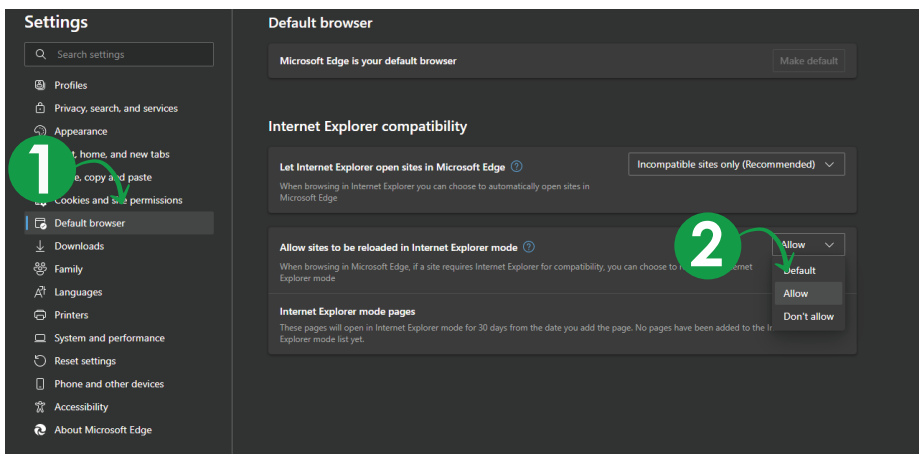 Settings
Search settings
Profiles
Privacy, search, and services
Appearance
home, and new tabs
copy and paste
Cookies and site permissions
Default browser
Downloads
Family
Languages
Printers
System and performance
Reset settings
Phone and other devices
Accessibility
About Microsoft Edge
1
Default browser
Microsoft Edge is your default browser
Make default
Internet Explorer compatibility
Let Internet Explorer open sites in Microsoft Edge
Incompatible sites only (Recommended)
When browsing in Internet Explorer you can choose to automatically open sites in
Microsoft Edge
Allow sites to be reloaded in Internet Explorer mode
Allow
When browsing in Microsoft Edge, if a site requires Internet Explorer for compatibility, you can choose to
Explorer mode
2
Default
Allow
Don't allow
Internet Explorer mode pages
These pages will open in Internet Explorer mode for 30 days from the date you add the page. No pages have been added to the
Explorer mode list yet.